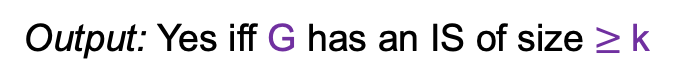 Output: Yes iff G has an IS of size ≥ k